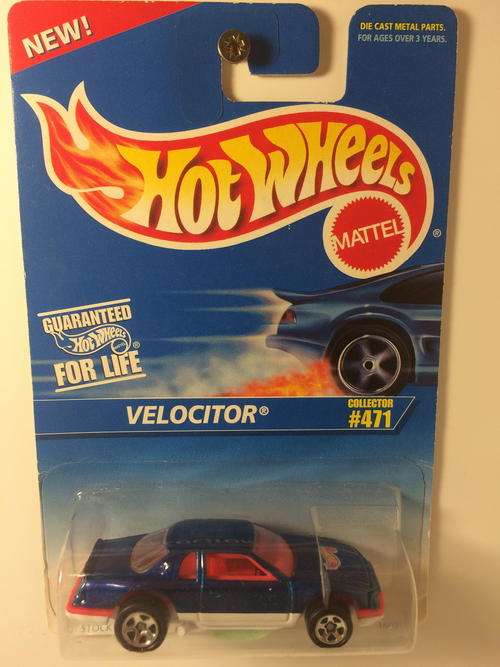 NEW!
DIE CAST METAL PARTS.
FOR AGES OVER 3 YEARS.
Hot Wheels
MATTEL
®
GUARANTEED
Hot Wheels ®
FOR LIFE
VELOCITOR®
COLLECTOR
#471
STOCK